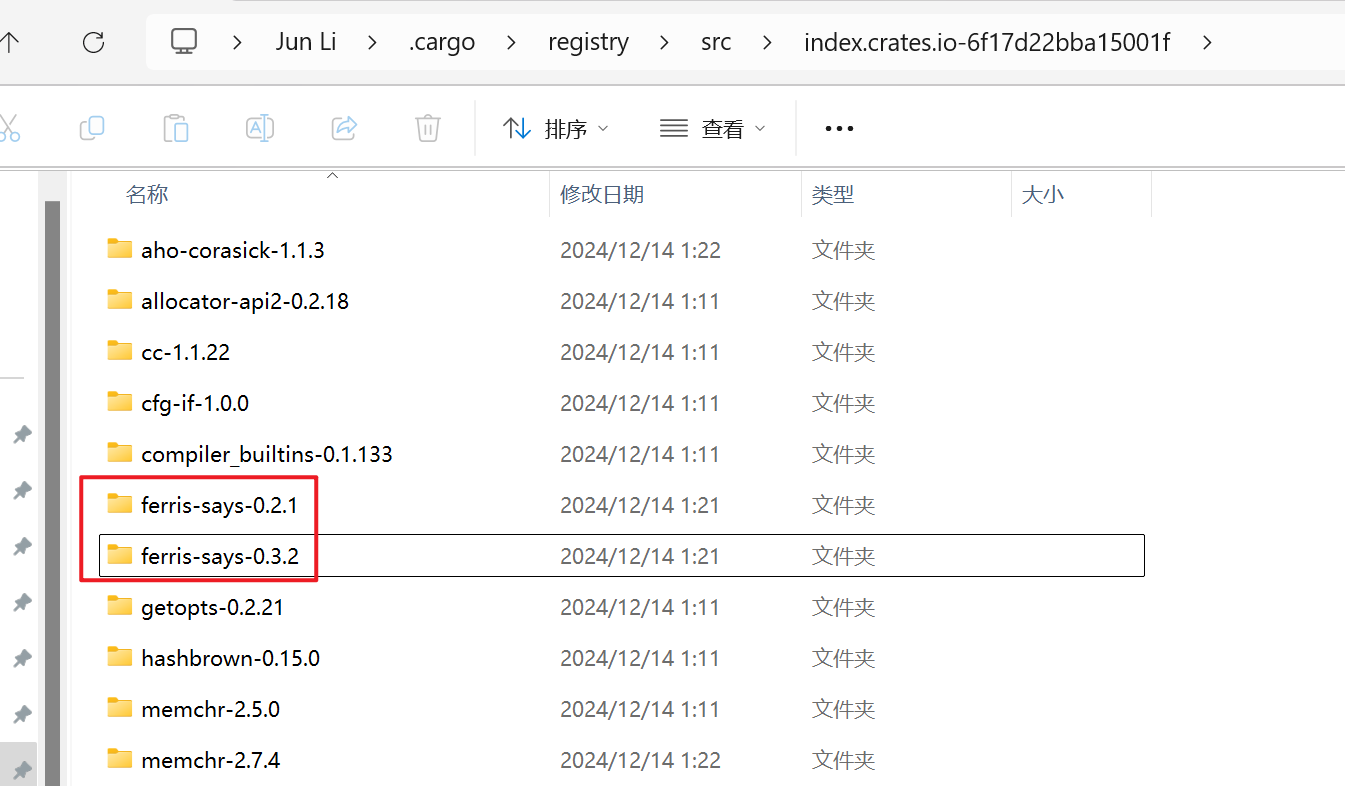 Jun Li > .cargo > registry > src > index.crates.io-6f17d22bba15001f >
排序 查看 •••
名称 修改日期 类型 大小
aho-corasick-1.1.3 2024/12/14 1:22 文件夹
allocator-api2-0.2.18 2024/12/14 1:11 文件夹
cc-1.1.22 2024/12/14 1:11 文件夹
cfg-if-1.0.0 2024/12/14 1:11 文件夹
compiler_builtins-0.1.133 2024/12/14 1:11 文件夹
ferris-says-0.2.1 2024/12/14 1:21 文件夹
ferris-says-0.3.2 2024/12/14 1:21 文件夹
getopts-0.2.21 2024/12/14 1:11 文件夹
hashbrown-0.15.0 2024/12/14 1:11 文件夹
memchr-2.5.0 2024/12/14 1:11 文件夹
memchr-2.7.4 2024/12/14 1:22 文件夹